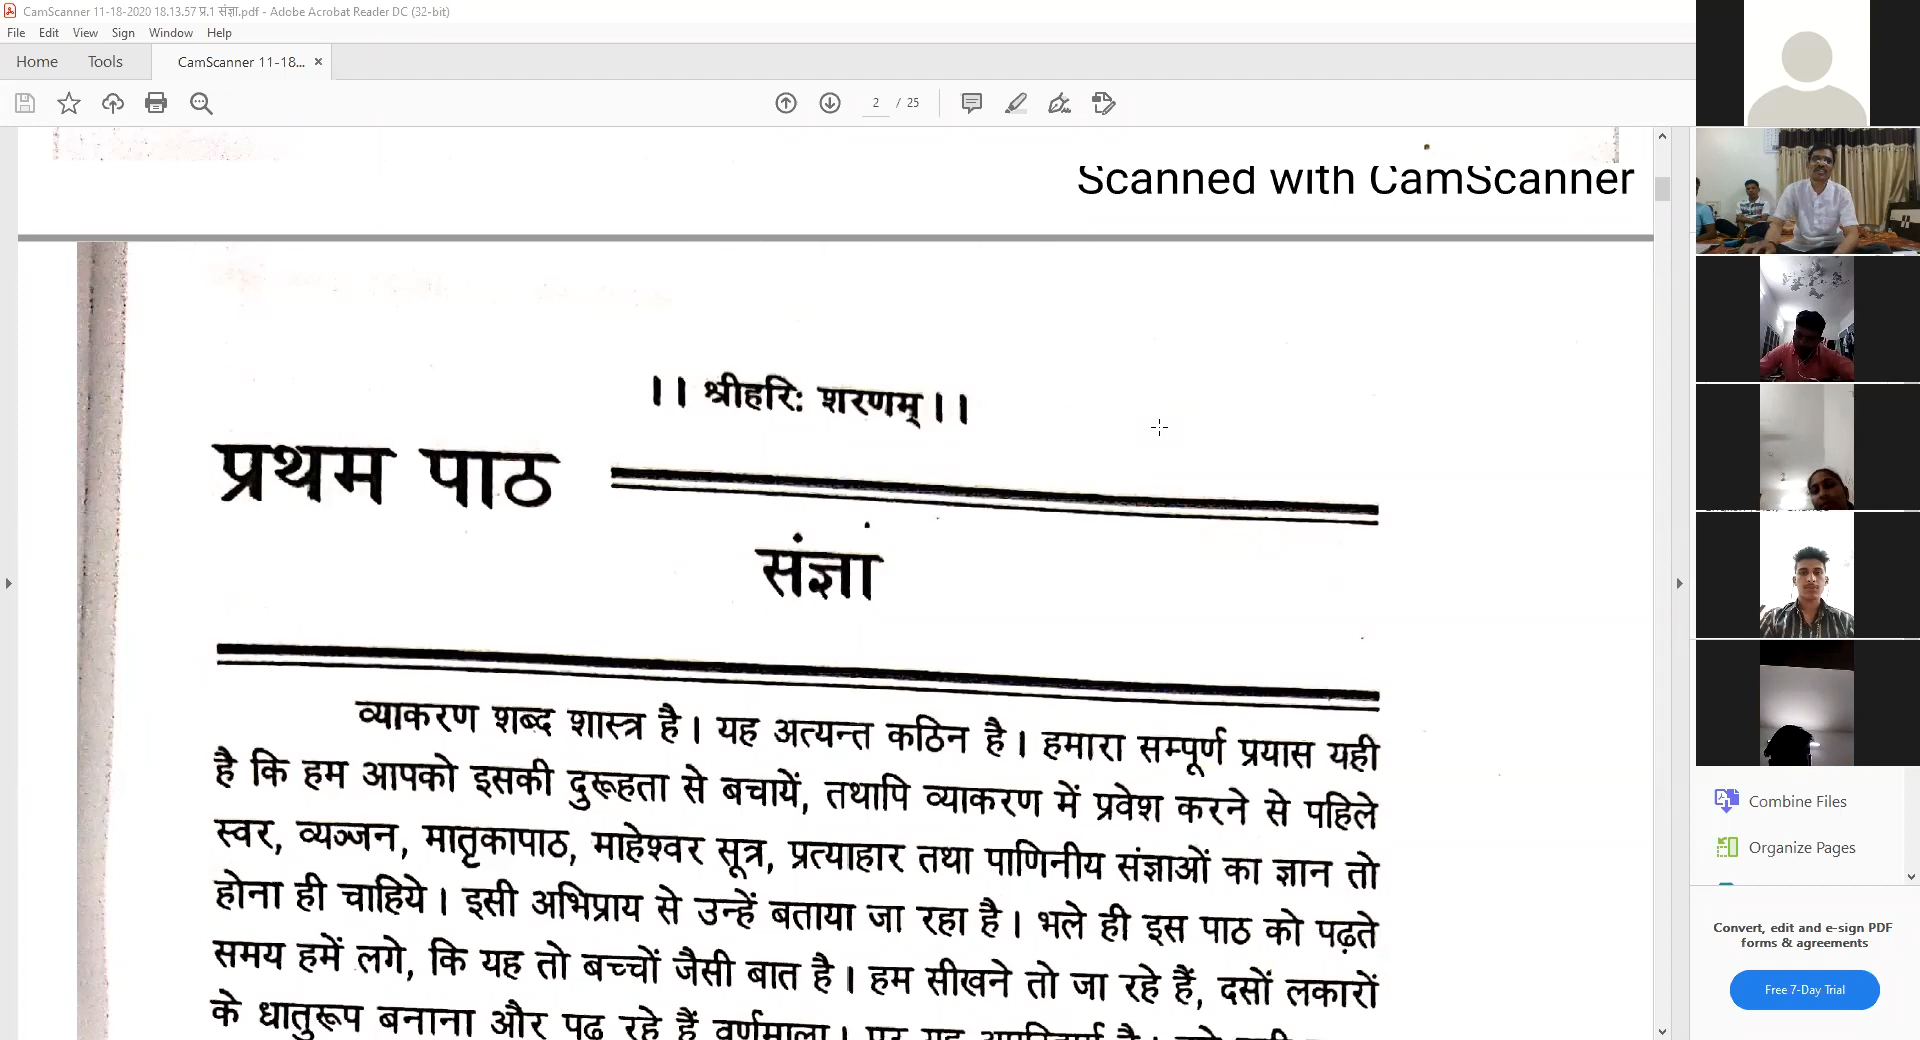 CamScanner 11-18-2020 18.13.57 प्र.1 संज्ञा.pdf - Adobe Acrobat Reader DC (32-bit)
File Edit View Sign Window Help
Home Tools CamScanner 11-18... ×
2 / 25
Scanned with CamScanner
।। श्रीहरिः शरणम् ।।
प्रथम पाठ
संज्ञा
व्याकरण शब्द शास्त्र है । यह अत्यन्त कठिन है । हमारा सम्पूर्ण प्रयास यही
है कि हम आपको इसकी दुरूहता से बचायें, तथापि व्याकरण में प्रवेश करने से पहिले
स्वर, व्यञ्जन, मातृकापाठ, माहेश्वर सूत्र, प्रत्याहार तथा पाणिनीय संज्ञाओं का ज्ञान तो
होना ही चाहिये । इसी अभिप्राय से उन्हें बताया जा रहा है । भले ही इस पाठ को पढ़ते
समय हमें लगे, कि यह तो बच्चों जैसी बात है । हम सीखने तो जा रहे हैं, दसों लकारों
के धातुरूप बनाना और पढ़ रहे हैं वर्णमाला ।
Combine Files
Organize Pages
Convert, edit and e-sign PDF
forms & agreements
Free 7-Day Trial